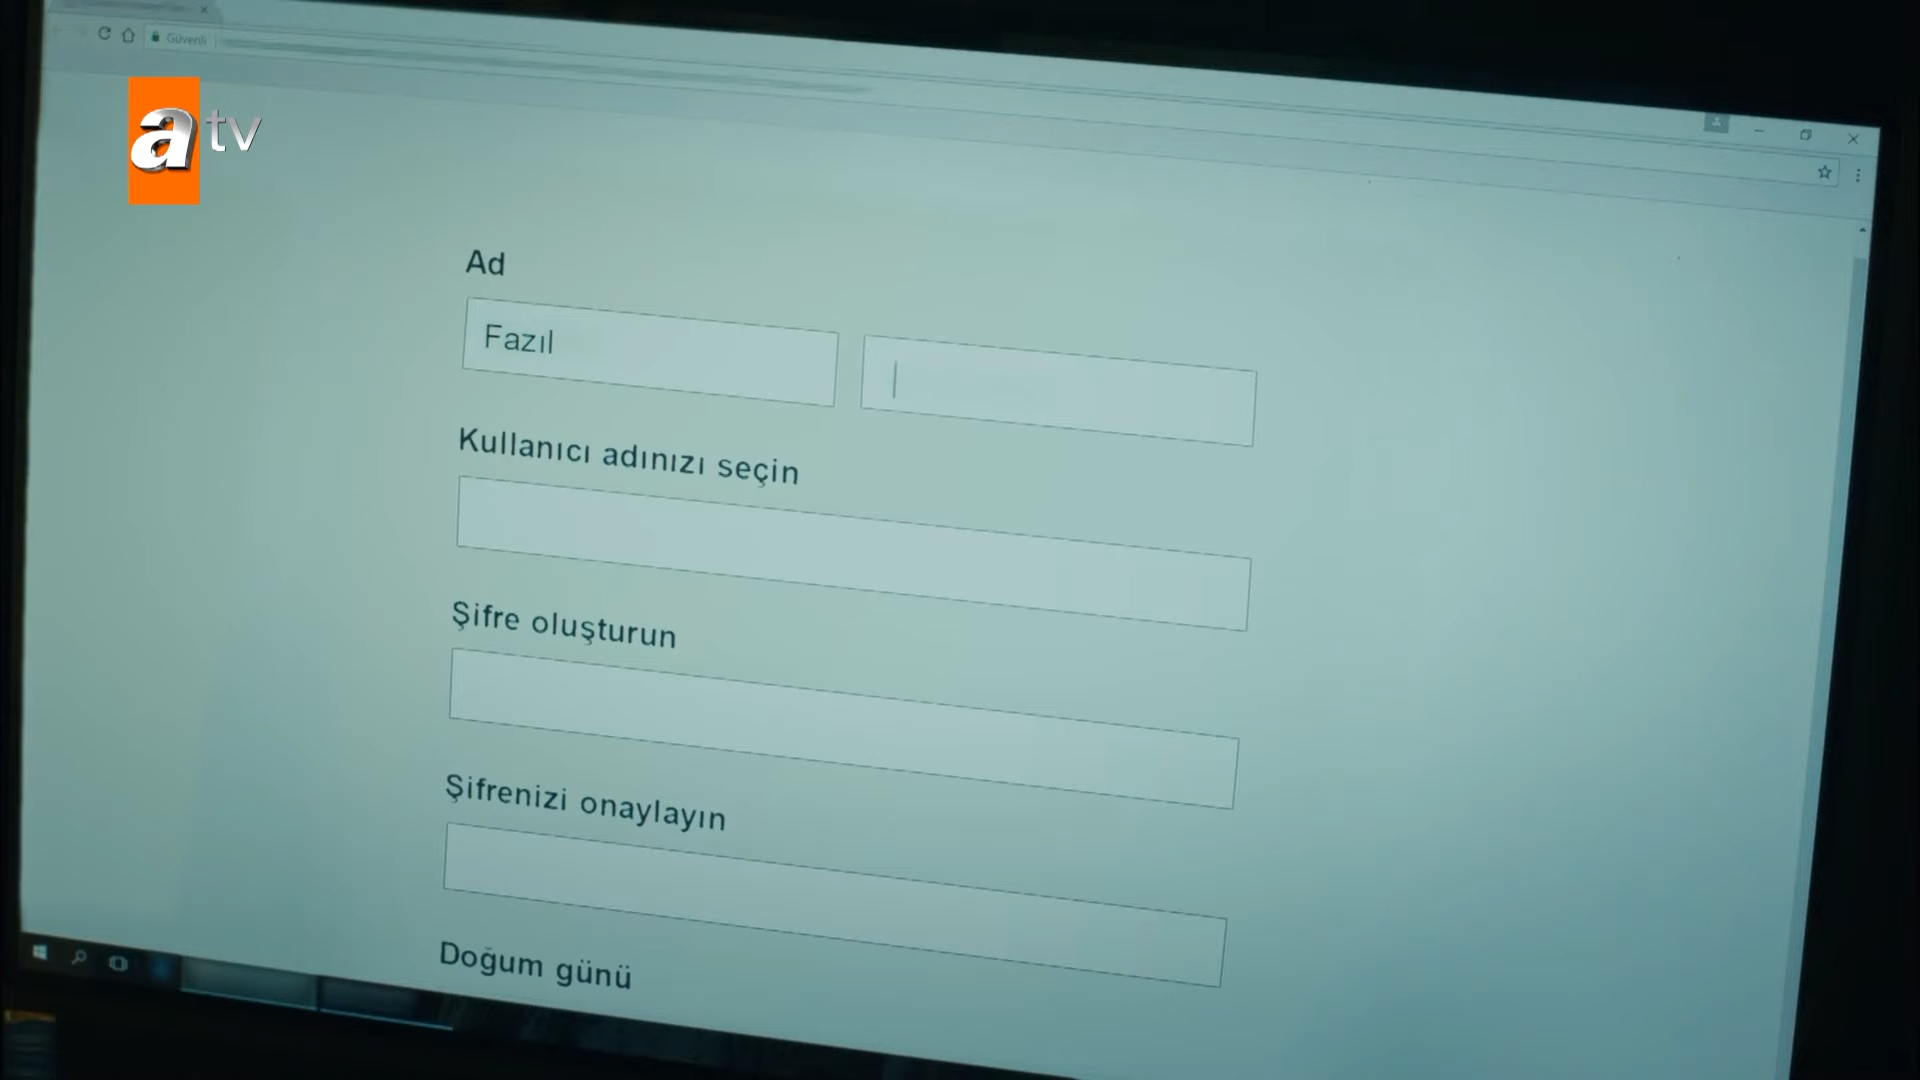 Güvenli
atv
Ad
Fazıl
Kullanıcı adınızı seçin
Şifre oluşturun
Şifrenizi onaylayın
Doğum günü